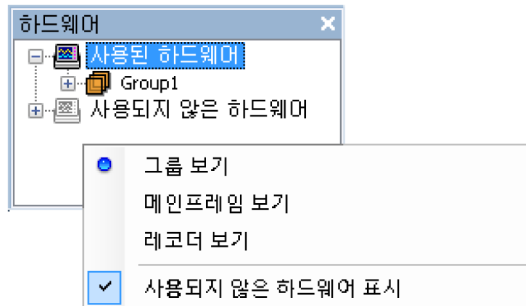 하드웨어
사용된 하드웨어
Group1
사용되지 않은 하드웨어
그룹 보기
메인프레임 보기
레코더 보기
사용되지 않은 하드웨어 표시